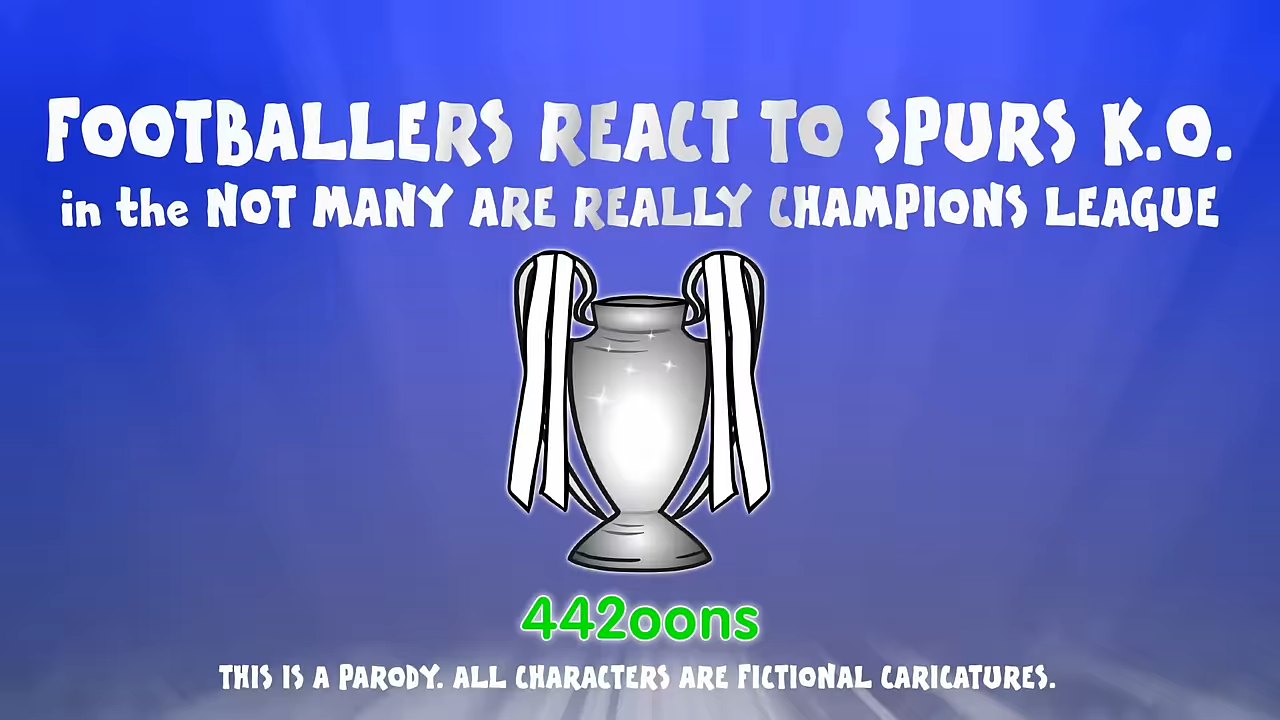 FOOTBALLERS REACT TO SPURS K.O.
in the NOT MANY ARE REALLY CHAMPIONS LEAGUE
442oons
THIS IS A PARODY. ALL CHARACTERS ARE FICTIONAL CARICATURES.